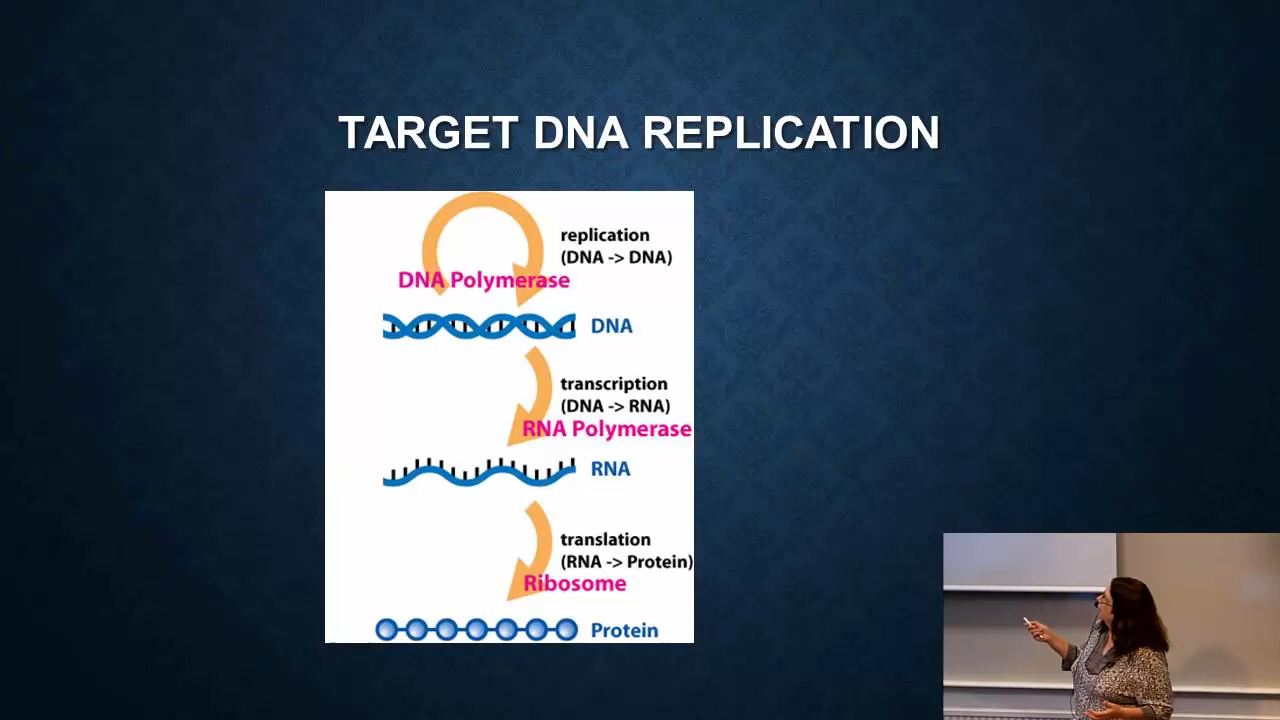 TARGET DNA REPLICATION
replication
(DNA -> DNA)
DNA Polymerase
DNA
transcription
(DNA -> RNA)
RNA Polymerase
RNA
translation
(RNA -> Protein)
Ribosome
Protein